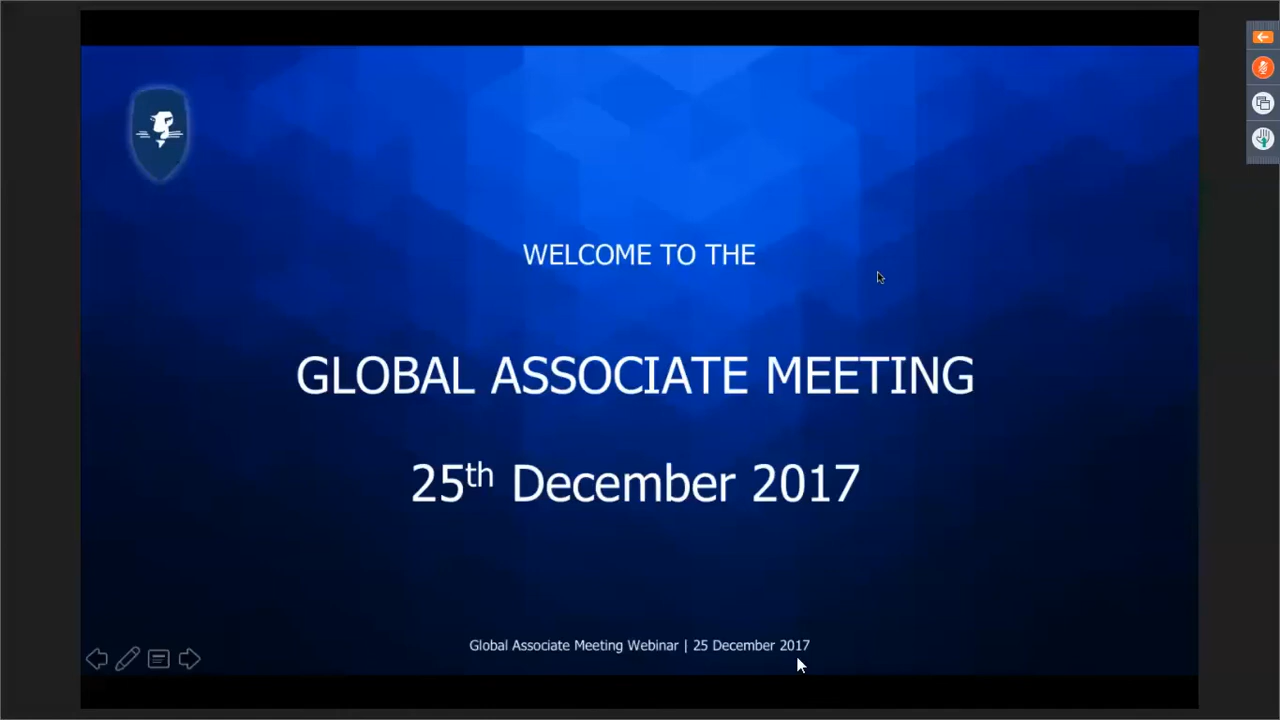 WELCOME TO THE
GLOBAL ASSOCIATE MEETING
25th December 2017
Global Associate Meeting Webinar | 25 December 2017